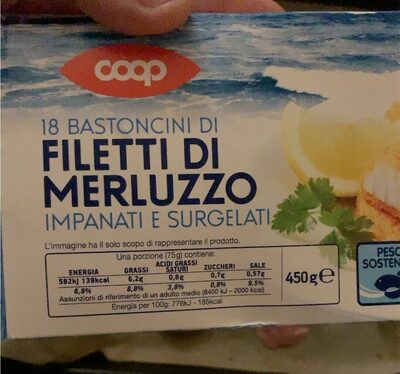 coop
18 BASTONCINI DI
FILETTI DI
MERLUZZO
IMPANATI E SURGELATI
L'immagine ha il solo scopo di rappresentare il prodotto.
Una porzione (75g) contiene:
ENERGIA GRASSI ACIDI GRASSI SATURI ZUCCHERI SALE
582kj 139kcal 6,2g 0,8g 0,7g 0,57g
6,9% 8,8% 3,8% 0,8% 9,5%
Assunzioni di riferimento di un adulto medio (8400 kJ – 2000 kcal)
Energia per 100g: 776kJ - 185kcal
450g e
PESC
SOSTEN